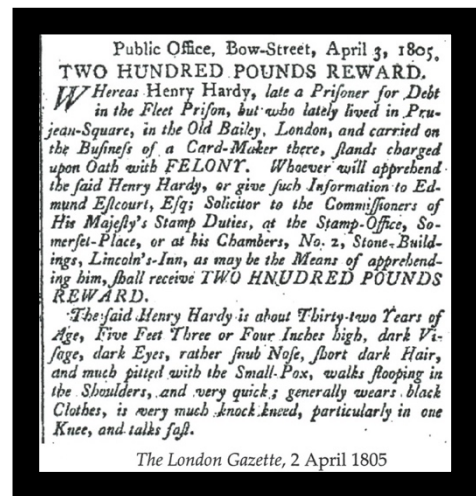 Public Office, Bow-Street, April 3, 1805.
TWO HUNDRED POUNDS REWARD.
WHereas Henry Hardy, late a Priſoner for Debt
in the Fleet Priſon, but who lately lived in Pru-
jean-Square, in the Old Bailey, London, and carried on
the Buſineſs of a Card-Maker there, ſtands charged
upon Oath with FELONY. Whoever will apprehend
the ſaid Henry Hardy, or give ſuch Information to Ed-
mund Eſtcourt, Eſq; Solicitor to the Commiſſioners of
His Majeſty's Stamp Duties, at the Stamp-Office, So-
merſet-Place, or at his Chambers, No. 2, Stone-Build-
ings, Lincoln's-Inn, as may be the Means of apprehend-
ing him, ſhall receive TWO HNUDRED POUNDS
REWARD.
The ſaid Henry Hardy is about Thirty-two Years of
Age, Five Feet Three or Four Inches high, dark Vi-
ſage, dark Eyes, rather ſnub Noſe, ſhort dark Hair,
and much pitted with the Small-Pox, walks ſtooping in
the Shoulders, and very quick; generally wears black
Clothes, is very much knock kneed, particularly in one
Knee, and talks faſt.
The London Gazette, 2 April 1805